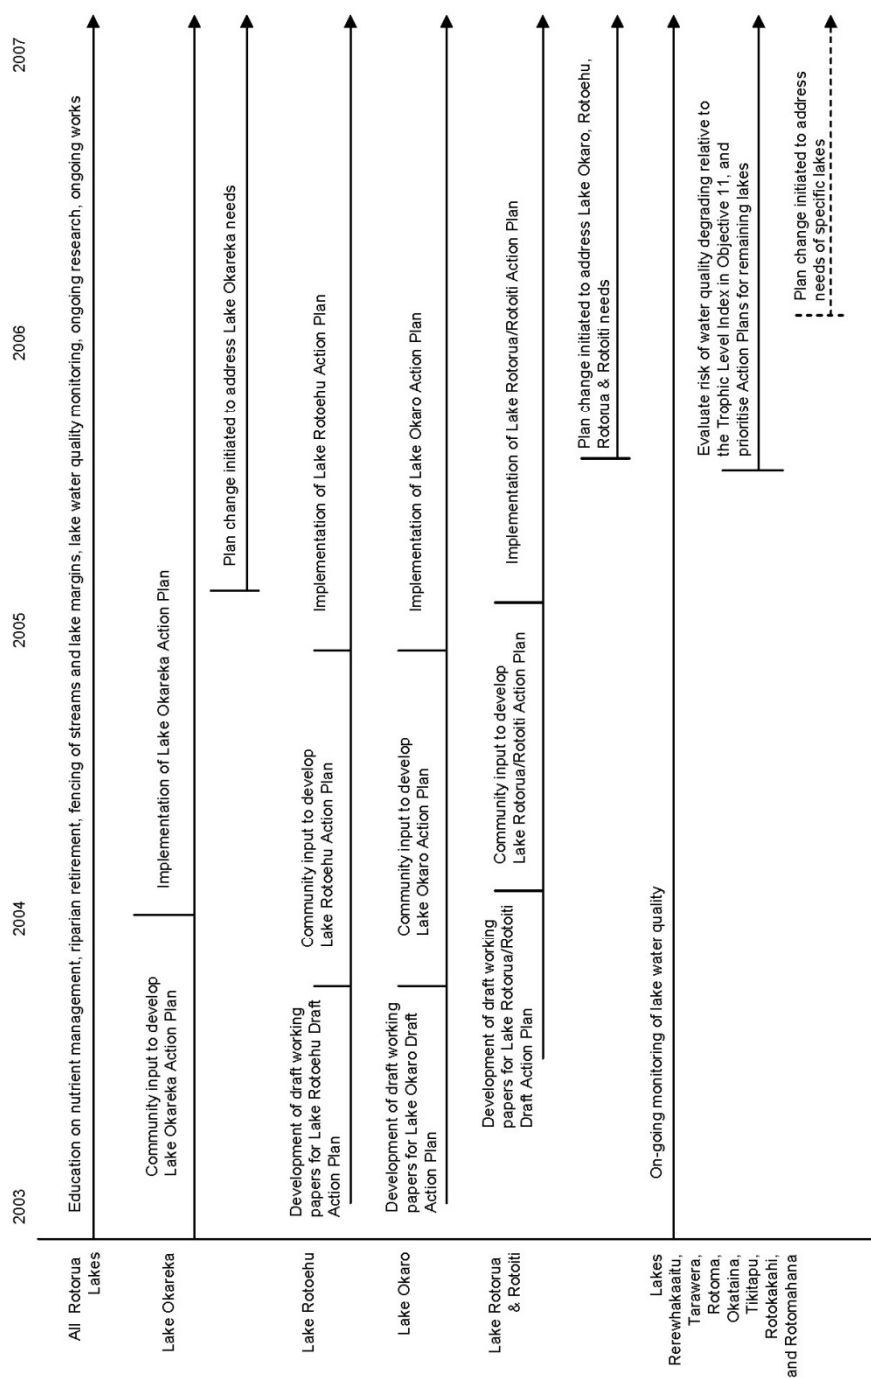 2003
2004
2005
2006
2007
All Rotorua
Lakes
Education on nutrient management, riparian retirement, fencing of streams and lake margins, lake water quality monitoring, ongoing research, ongoing works
Lake Okareka
Community input to develop
Lake Okareka Action Plan
Implementation of Lake Okareka Action Plan
Plan change initiated to address Lake Okareka needs
Lake Rotoehu
Development of draft working
papers for Lake Rotoehu Draft
Action Plan
Community input to develop
Lake Rotoehu Action Plan
Implementation of Lake Rotoehu Action Plan
Lake Okaro
Development of draft working
papers for Lake Okaro Draft
Action Plan
Community input to develop
Lake Okaro Action Plan
Implementation of Lake Okaro Action Plan
Lake Rotorua
& Rotoiti
Development of draft working
papers for Lake Rotorua/Rotoiti
Draft Action Plan
Community input to develop
Lake Rotorua/Rotoiti Action Plan
Implementation of Lake Rotorua/Rotoiti Action Plan
Plan change initiated to address Lake Okaro, Rotoehu,
Rotorua & Rotoiti needs
Lakes
Rerewhakaaitu,
Tarawera,
Rotoma,
Okataina,
Tikitapu,
Rotokakahi,
and Rotomahana
On-going monitoring of lake water quality
Evaluate risk of water quality degrading relative to
the Trophic Level Index in Objective 11, and
prioritise Action Plans for remaining lakes
Plan change initiated to address
needs of specific lakes